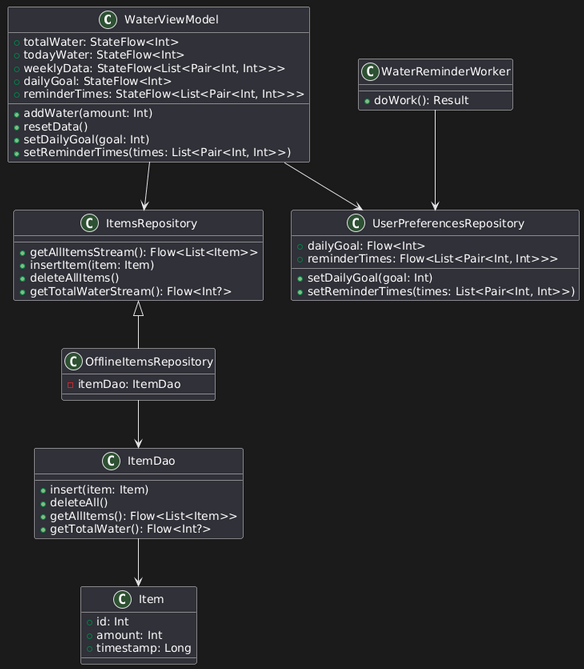 C WaterViewModel
totalWater: StateFlow<Int>
todayWater: StateFlow<Int>
weeklyData: StateFlow<List<Pair<Int, Int>>>
dailyGoal: StateFlow<Int>
reminderTimes: StateFlow<List<Pair<Int, Int>>>
addWater(amount: Int)
resetData()
setDailyGoal(goal: Int)
setReminderTimes(times: List<Pair<Int, Int>>)
C WaterReminderWorker
doWork(): Result
C ItemsRepository
getAllItemsStream(): Flow<List<Item>>
insertItem(item: Item)
deleteAllItems()
getTotalWaterStream(): Flow<Int?>
C UserPreferencesRepository
dailyGoal: Flow<Int>
reminderTimes: Flow<List<Pair<Int, Int>>>
setDailyGoal(goal: Int)
setReminderTimes(times: List<Pair<Int, Int>>)
C OfflineItemsRepository
itemDao: ItemDao
C ItemDao
insert(item: Item)
deleteAll()
getAllItems(): Flow<List<Item>>
getTotalWater(): Flow<Int?>
C Item
id: Int
amount: Int
timestamp: Long